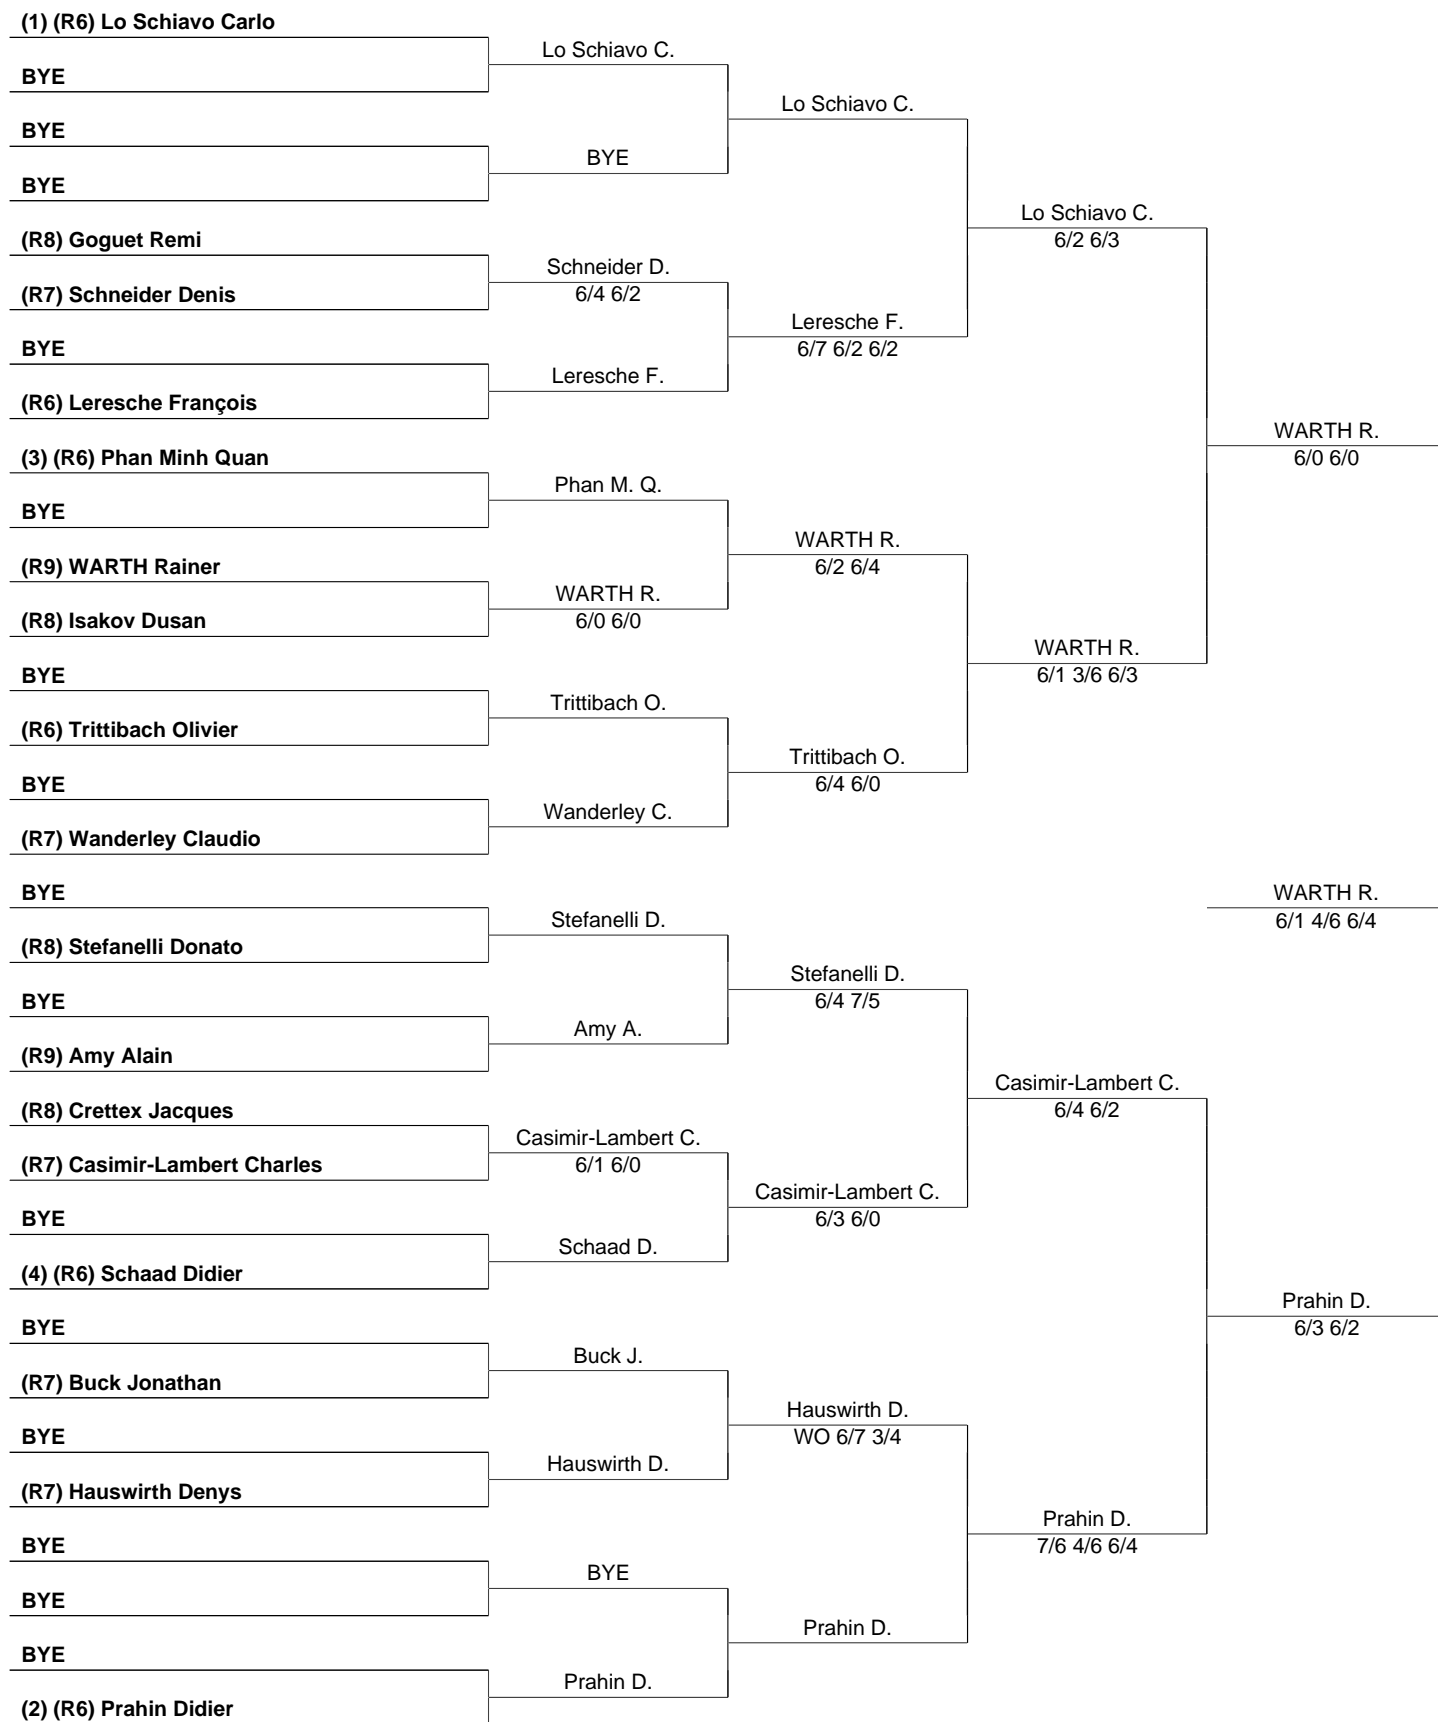 (1) (R6) Lo Schiavo Carlo
BYE
BYE
BYE
(R8) Goguet Remi
(R7) Schneider Denis
BYE
(R6) Leresche François
(3) (R6) Phan Minh Quan
BYE
(R9) WARTH Rainer
(R8) Isakov Dusan
BYE
(R6) Trittibach Olivier
BYE
(R7) Wanderley Claudio
BYE
(R8) Stefanelli Donato
BYE
(R9) Amy Alain
(R8) Crettex Jacques
(R7) Casimir-Lambert Charles
BYE
(4) (R6) Schaad Didier
BYE
(R7) Buck Jonathan
BYE
(R7) Hauswirth Denys
BYE
BYE
BYE
(2) (R6) Prahin Didier
Lo Schiavo C.
BYE
Schneider D.
6/4 6/2
Leresche F.
Phan M. Q.
WARTH R.
6/0 6/0
Trittibach O.
Wanderley C.
Stefanelli D.
Amy A.
Casimir-Lambert C.
6/1 6/0
Schaad D.
Buck J.
Hauswirth D.
BYE
Prahin D.
Lo Schiavo C.
Leresche F.
6/7 6/2 6/2
WARTH R.
6/2 6/4
Trittibach O.
6/4 6/0
Stefanelli D.
6/4 7/5
Casimir-Lambert C.
6/3 6/0
Hauswirth D.
WO 6/7 3/4
Prahin D.
Lo Schiavo C.
6/2 6/3
WARTH R.
6/1 3/6 6/3
Casimir-Lambert C.
6/4 6/2
Prahin D.
7/6 4/6 6/4
WARTH R.
6/0 6/0
WARTH R.
6/1 4/6 6/4
Prahin D.
6/3 6/2